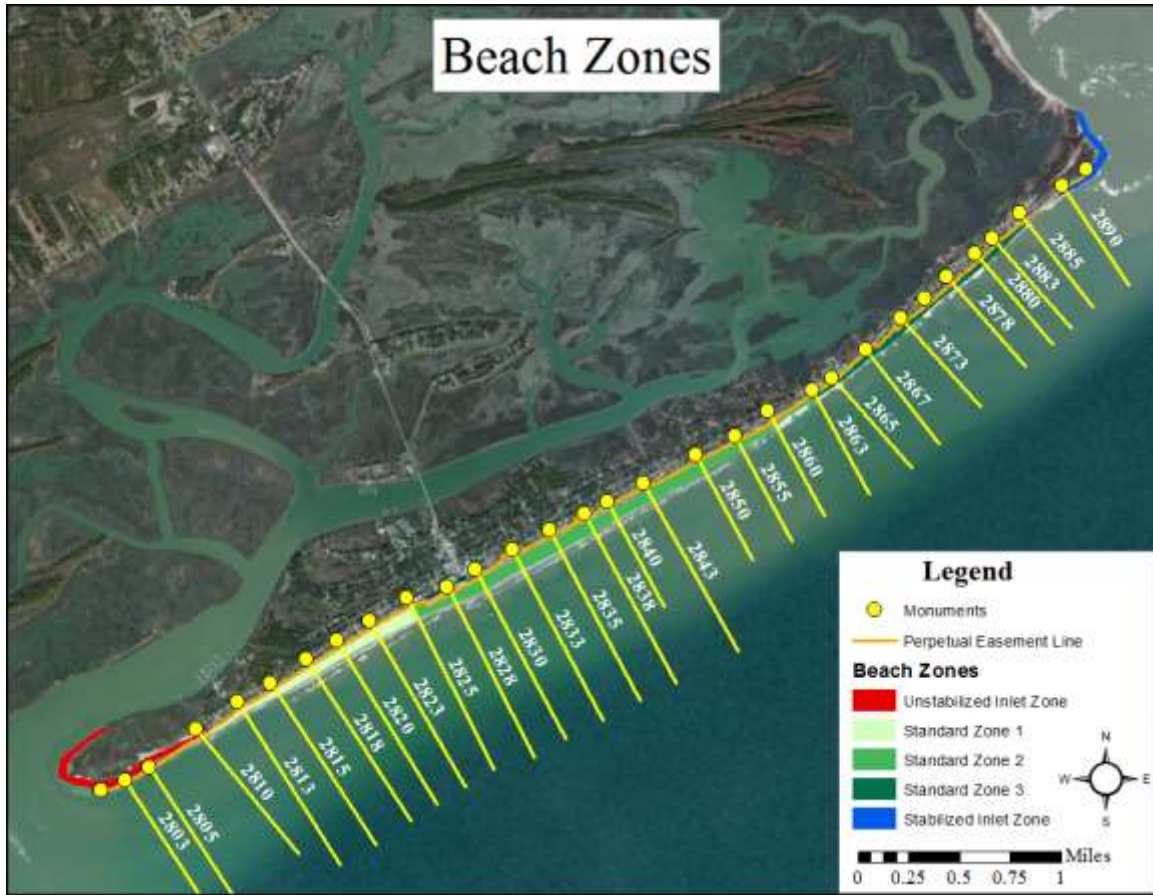 Beach Zones
2890
2885
2883
2880
2878
2873
2867
2865
2863
2860
2855
2850
2843
2840
2838
2835
2833
2830
2828
2825
2823
2820
2818
2815
2813
2810
2805
2803
Legend
Monuments
Perpetual Easement Line
Beach Zones
Unstabilized Inlet Zone
Standard Zone 1
Standard Zone 2
Standard Zone 3
Stabilized Inlet Zone
N
W E
S
Miles
0 0.25 0.5 0.75 1